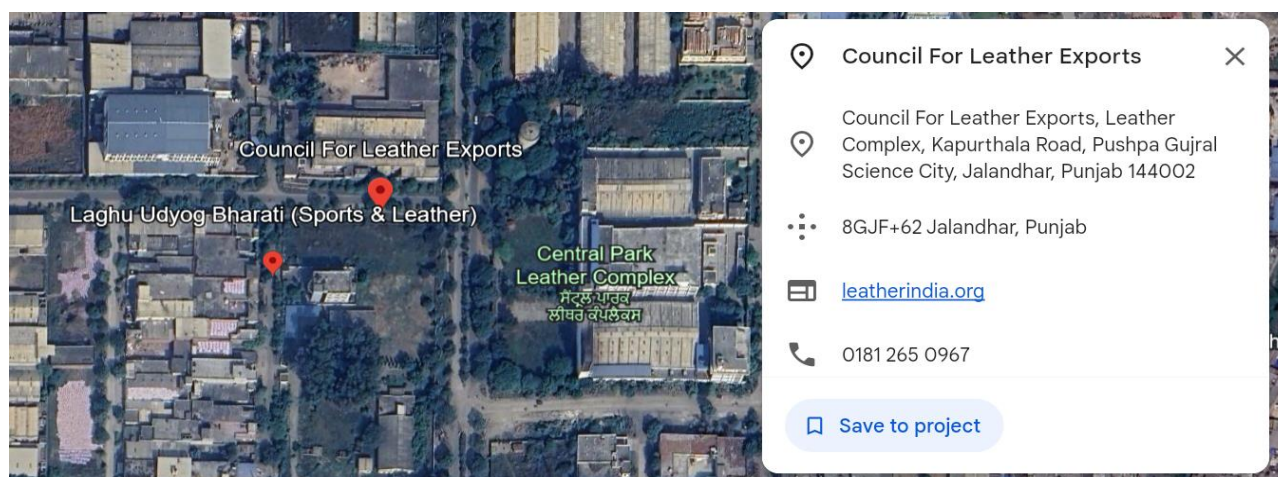 Council For Leather Exports
Laghu Udyog Bharati (Sports & Leather)
Central Park
Leather Complex
ਸੈਂਟ੍ਰਲ ਪਾਰਕ
ਲੀਥਰ ਕੰਪਲੈਕਸ
Council For Leather Exports
Council For Leather Exports, Leather
Complex, Kapurthala Road, Pushpa Gujral
Science City, Jalandhar, Punjab 144002
8GJF+62 Jalandhar, Punjab
leatherindia.org
0181 265 0967
Save to project